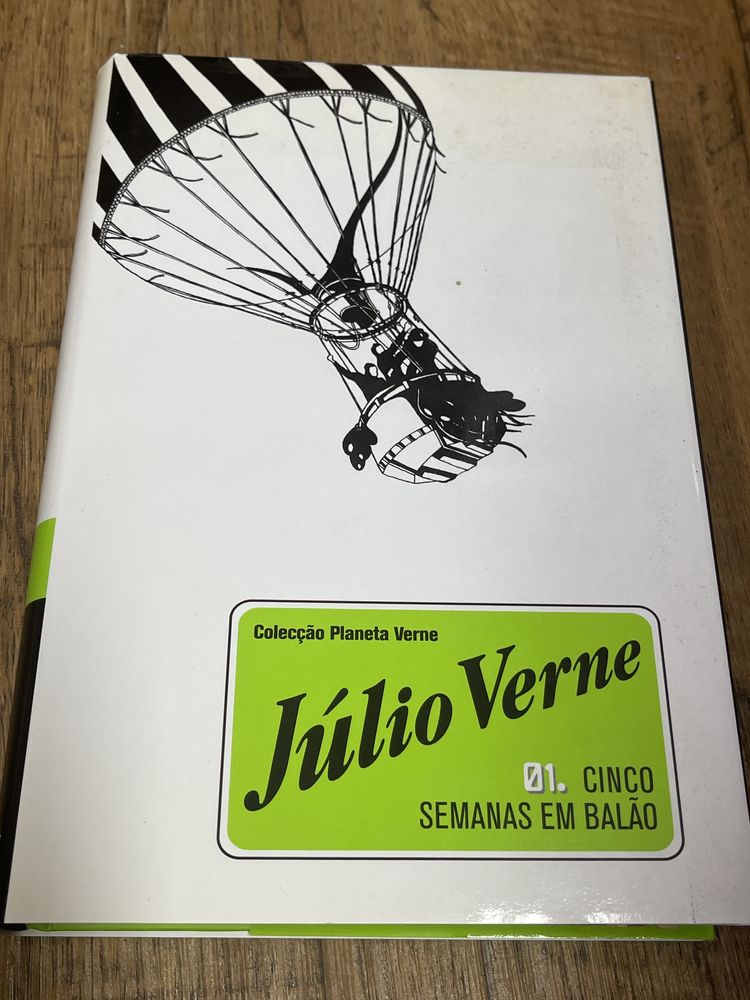 Colecção Planeta Verne
Júlio Verne
01. CINCO
SEMANAS EM BALÃO